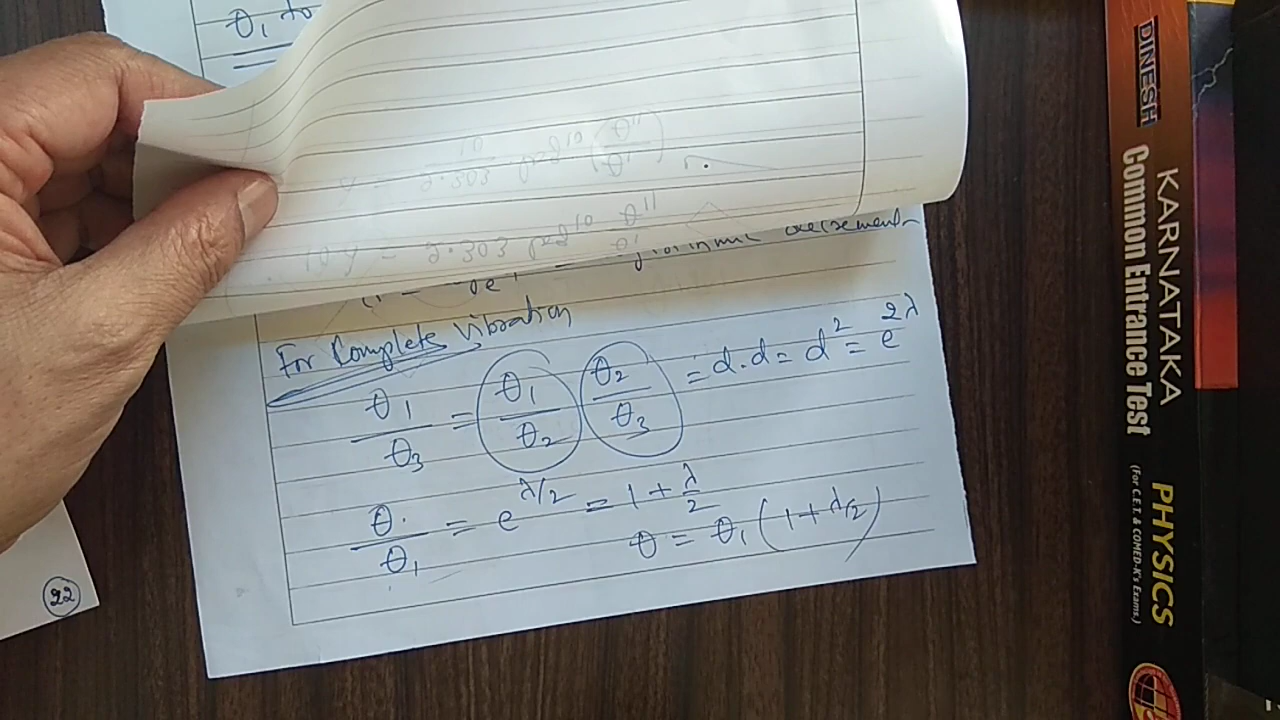 θ₁ to
For Complete Vibration
θ₁/θ₃ = θ₁/θ₂ θ₂/θ₃ = d.d = d² = e^2λ
θ/θ₁ = e^λ/2 = 1 + λ/2
θ = θ₁ (1 + λ/2)
22
DINESH
KARNATAKA
Common Entrance Test
PHYSICS
(For C.E.T. & COMED-K's Exams.)